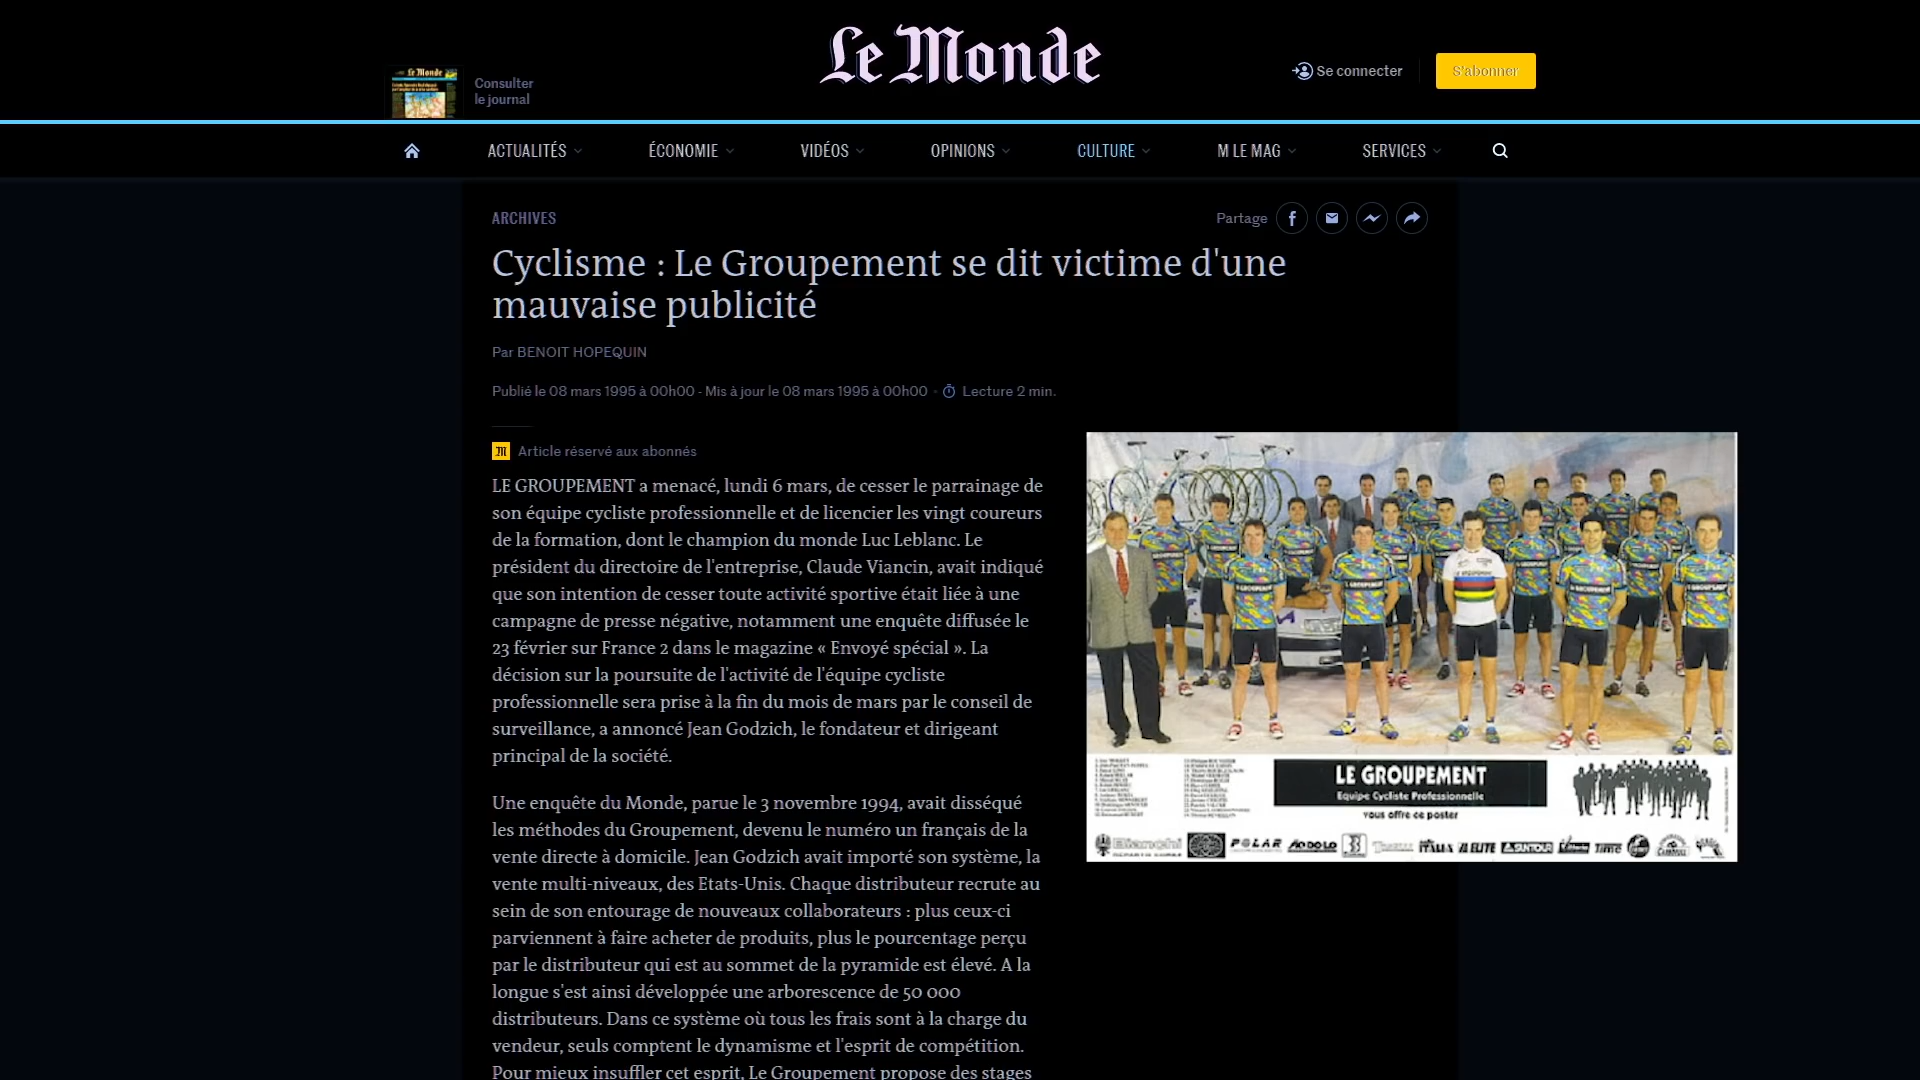 Le Monde
Consulter
le journal
Se connecter
S'abonner
ACTUALITÉS
ÉCONOMIE
VIDÉOS
OPINIONS
CULTURE
M LE MAG
SERVICES
ARCHIVES
Partage
Cyclisme : Le Groupement se dit victime d'une
mauvaise publicité
Par BENOIT HOPEQUIN
Publié le 08 mars 1995 à 00h00 - Mis à jour le 08 mars 1995 à 00h00 • Lecture 2 min.
Article réservé aux abonnés
LE GROUPEMENT a menacé, lundi 6 mars, de cesser le parrainage de
son équipe cycliste professionnelle et de licencier les vingt coureurs
de la formation, dont le champion du monde Luc Leblanc. Le
président du directoire de l'entreprise, Claude Viancin, avait indiqué
que son intention de cesser toute activité sportive était liée à une
campagne de presse négative, notamment une enquête diffusée le
23 février sur France 2 dans le magazine « Envoyé spécial ». La
décision sur la poursuite de l'activité de l'équipe cycliste
professionnelle sera prise à la fin du mois de mars par le conseil de
surveillance, a annoncé Jean Godzich, le fondateur et dirigeant
principal de la société.
Une enquête du Monde, parue le 3 novembre 1994, avait disséqué
les méthodes du Groupement, devenu le numéro un français de la
vente directe à domicile. Jean Godzich avait importé son système, la
vente multi-niveaux, des Etats-Unis. Chaque distributeur recrute au
sein de son entourage de nouveaux collaborateurs : plus ceux-ci
parviennent à faire acheter de produits, plus le pourcentage perçu
par le distributeur qui est au sommet de la pyramide est élevé. A la
longue s'est ainsi développée une arborescence de 50 000
distributeurs. Dans ce système où tous les frais sont à la charge du
vendeur, seuls comptent le dynamisme et l'esprit de compétition.
Pour mieux insuffler cet esprit, Le Groupement propose des stages
LE GROUPEMENT
Equipe Cycliste Professionnelle
vous offre ce poster
Bianchi
POLAR
ITALIA
ELITE
TIME